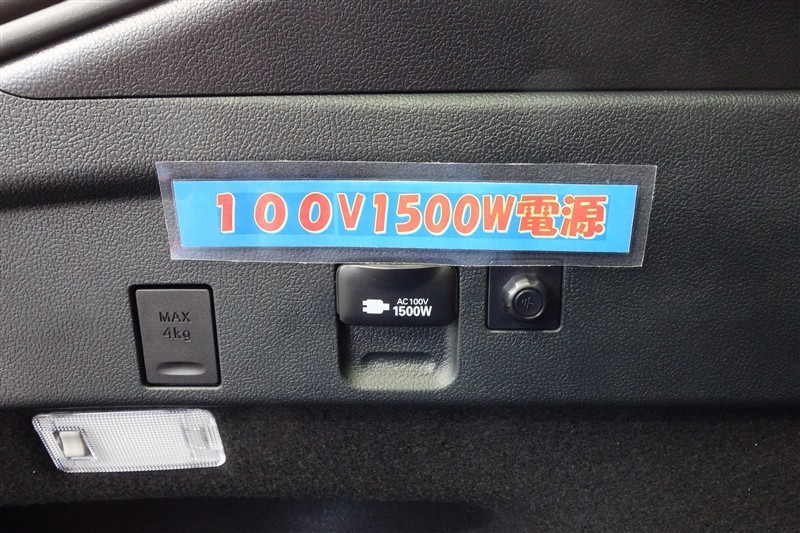 １００V1500W電源
MAX
4kg
AC100V
1500W